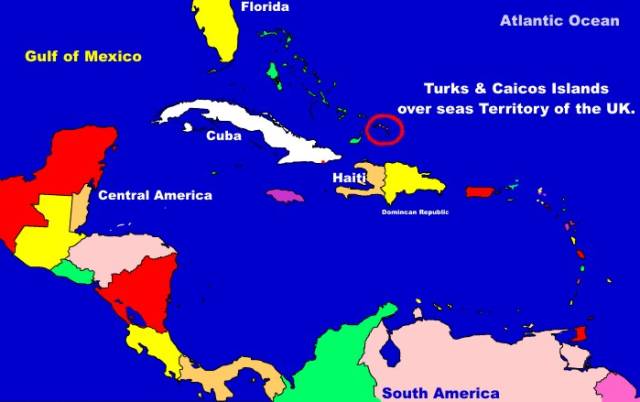 Florida
Atlantic Ocean
Gulf of Mexico
Turks & Caicos Islands
over seas Territory of the UK.
Cuba
Haiti
Central America
Domincan Republic
South America